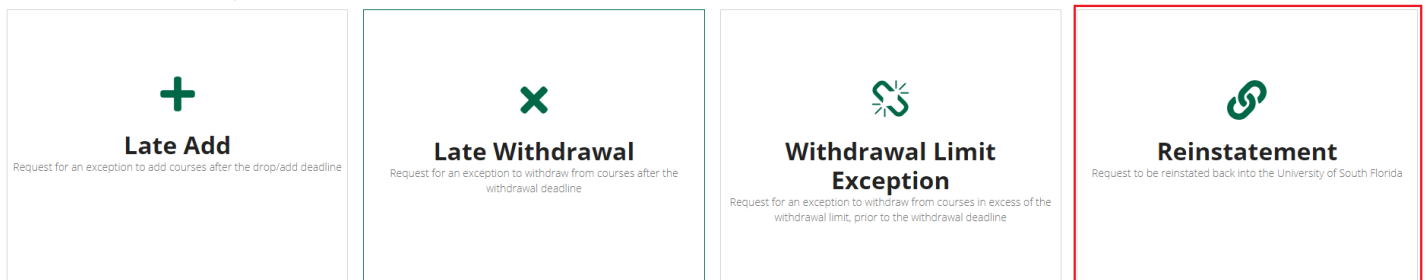 Late Add
Request for an exception to add courses after the drop/add deadline
Late Withdrawal
Request for an exception to withdraw from courses after the
withdrawal deadline
Withdrawal Limit
Exception
Request for an exception to withdraw from courses in excess of the
withdrawal limit, prior to the withdrawal deadline
Reinstatement
Request to be reinstated back into the University of South Florida